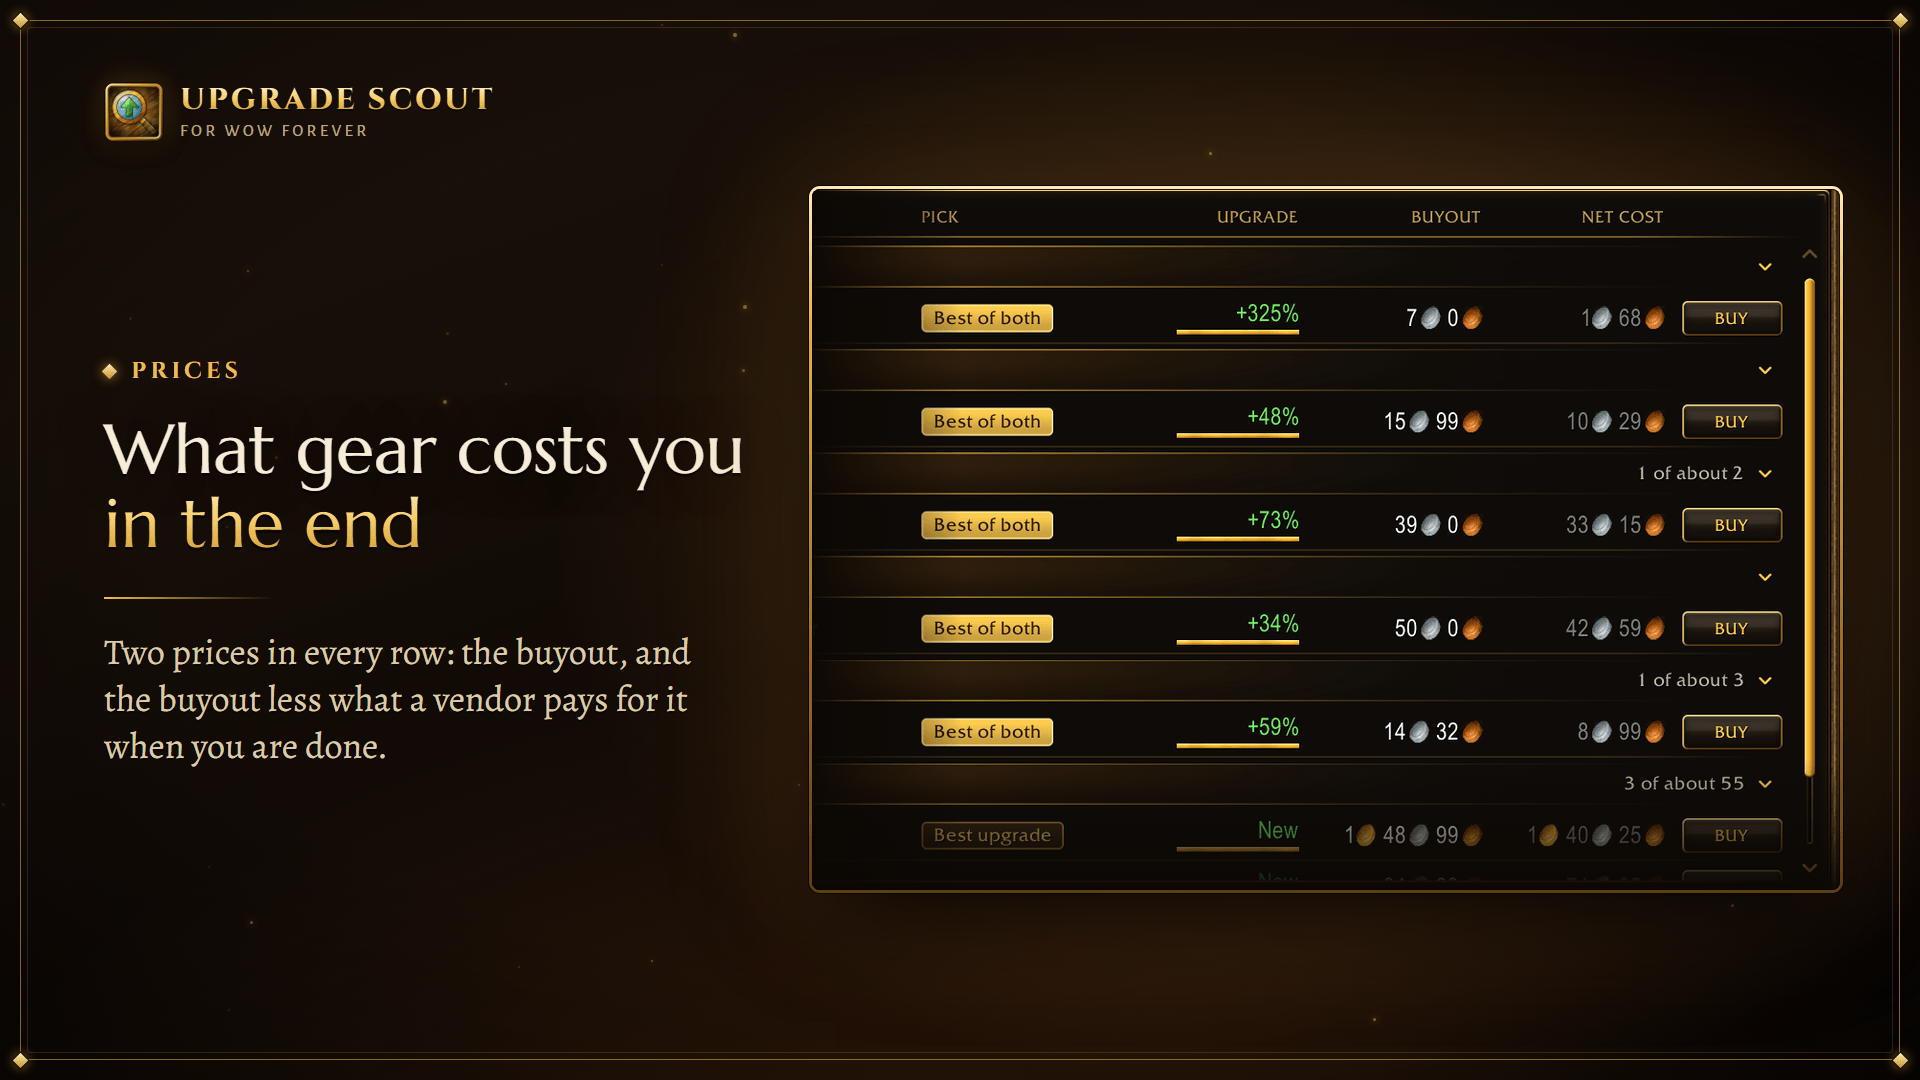 UPGRADE SCOUT
FOR WOW FOREVER
PRICES
What gear costs you
in the end
Two prices in every row: the buyout, and
the buyout less what a vendor pays for it
when you are done.
PICK UPGRADE BUYOUT NET COST
Best of both +325% 7 0 1 68 BUY
Best of both +48% 15 99 10 29 BUY
1 of about 2
Best of both +73% 39 0 33 15 BUY
Best of both +34% 50 0 42 59 BUY
1 of about 3
Best of both +59% 14 32 8 99 BUY
3 of about 55
Best upgrade New 1 48 99 1 40 25 BUY
New